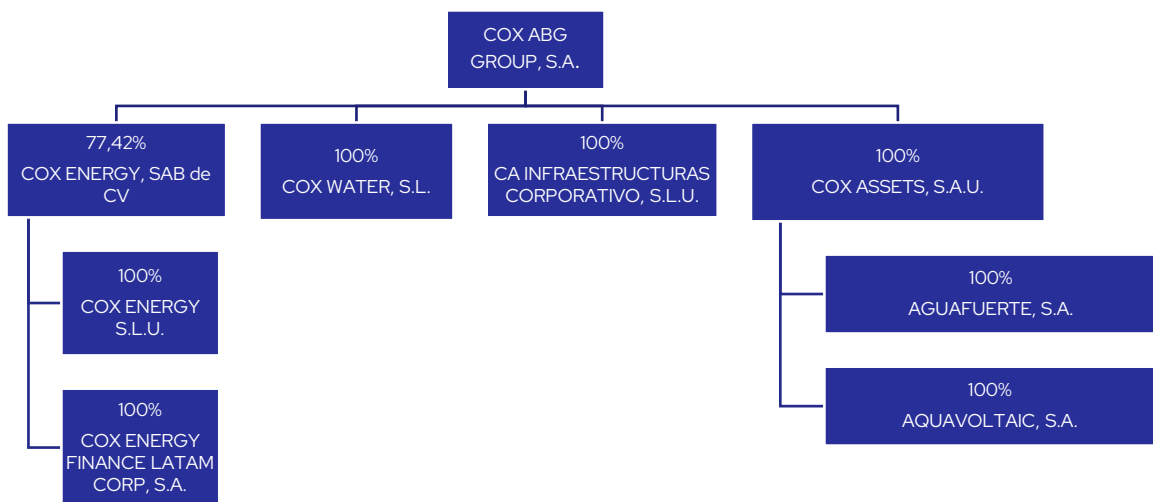 COX ABG
GROUP, S.A.
77,42%
COX ENERGY, SAB de
CV
100%
COX WATER, S.L.
100%
CA INFRAESTRUCTURAS
CORPORATIVO, S.L.U.
100%
COX ASSETS, S.A.U.
100%
COX ENERGY
S.L.U.
100%
COX ENERGY
FINANCE LATAM
CORP, S.A.
100%
AGUAFUERTE, S.A.
100%
AQUAVOLTAIC, S.A.